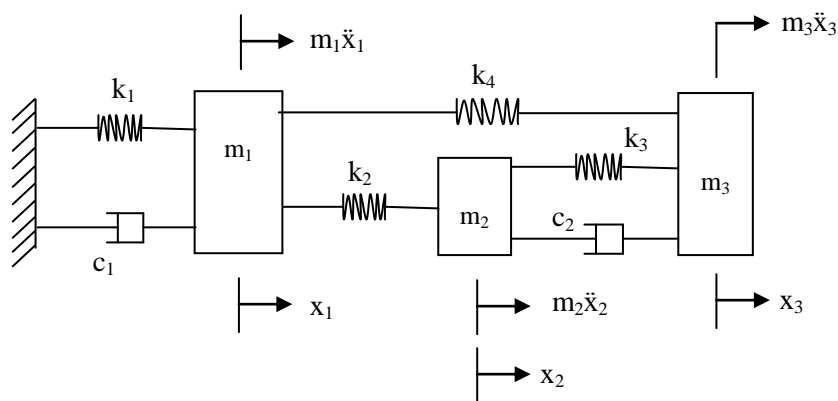 m₁ẍ₁
m₃ẍ₃
k₁
k₄
m₁
k₃
k₂
m₃
m₂
c₂
c₁
x₁
m₂ẍ₂
x₃
x₂